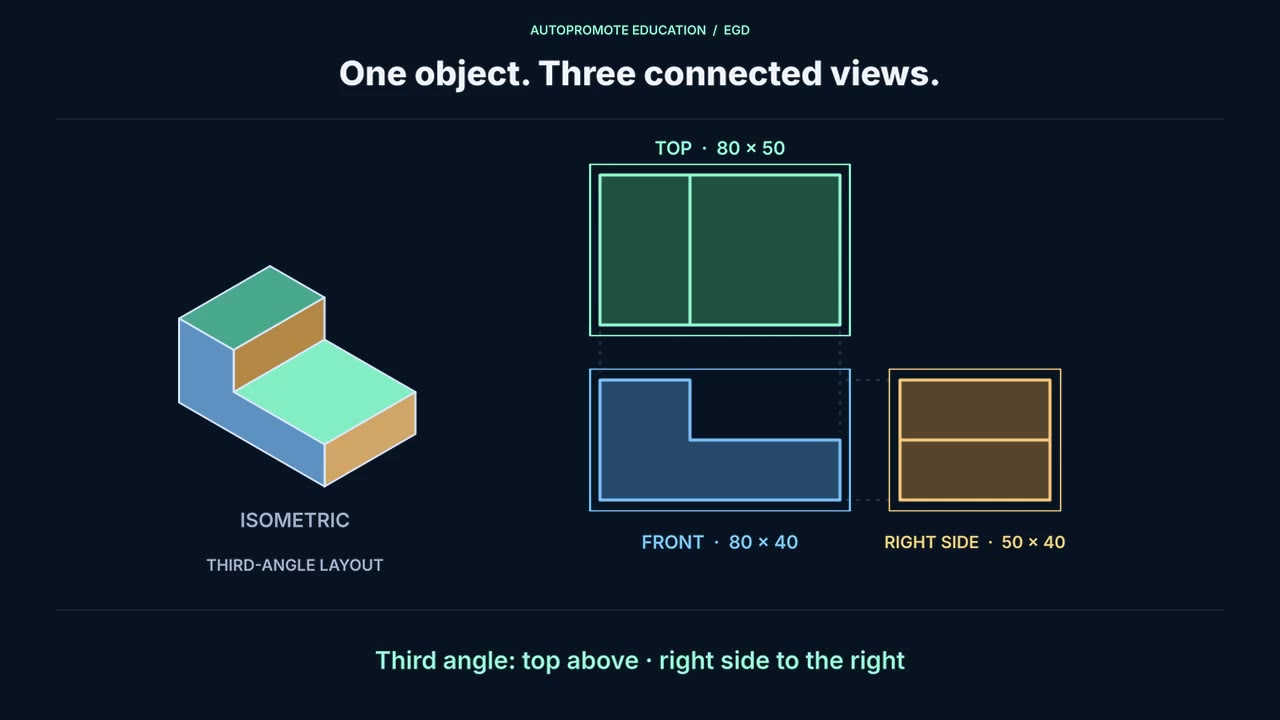 AUTOPROMOTE EDUCATION / EGD
One object. Three connected views.
TOP · 80 × 50
ISOMETRIC
THIRD-ANGLE LAYOUT
FRONT · 80 × 40
RIGHT SIDE · 50 × 40
Third angle: top above · right side to the right